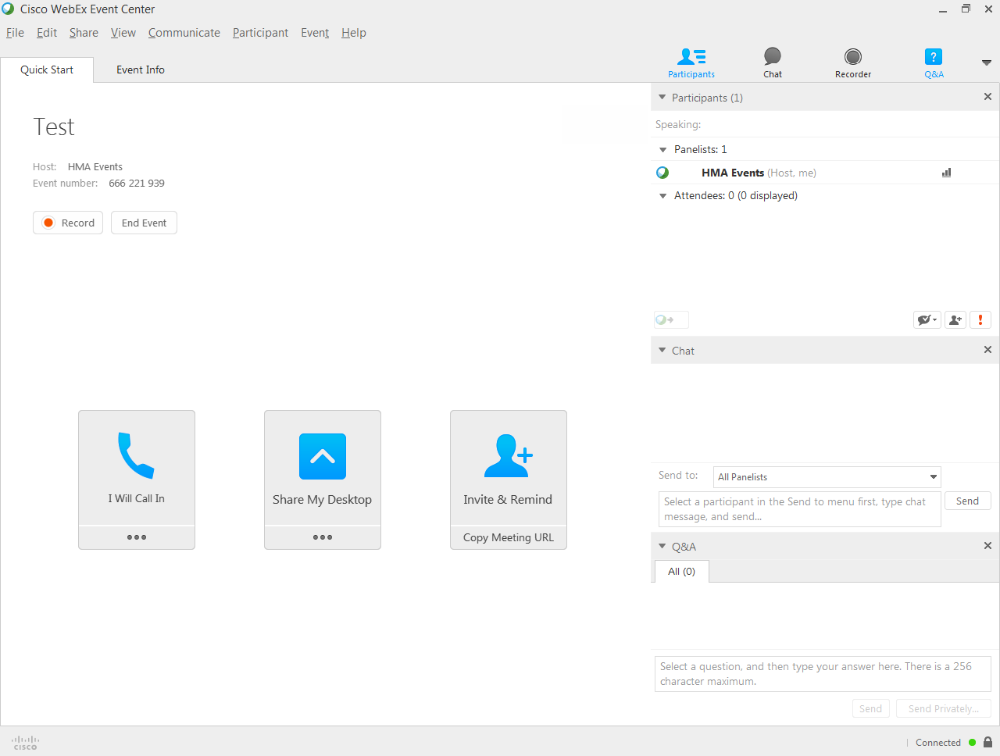 Cisco WebEx Event Center
File Edit Share View Communicate Participant Event Help
Quick Start Event Info
Participants Chat Recorder Q&A
Test
Host: HMA Events
Event number: 666 221 939
Record End Event
I Will Call In
Share My Desktop
Invite & Remind
Copy Meeting URL
Participants (1)
Speaking:
Panelists: 1
HMA Events (Host, me)
Attendees: 0 (0 displayed)
Chat
Send to: All Panelists
Select a participant in the Send to menu first, type chat
message, and send...
Send
Q&A
All (0)
Select a question, and then type your answer here. There is a 256
character maximum.
Send Send Privately...
cisco
Connected